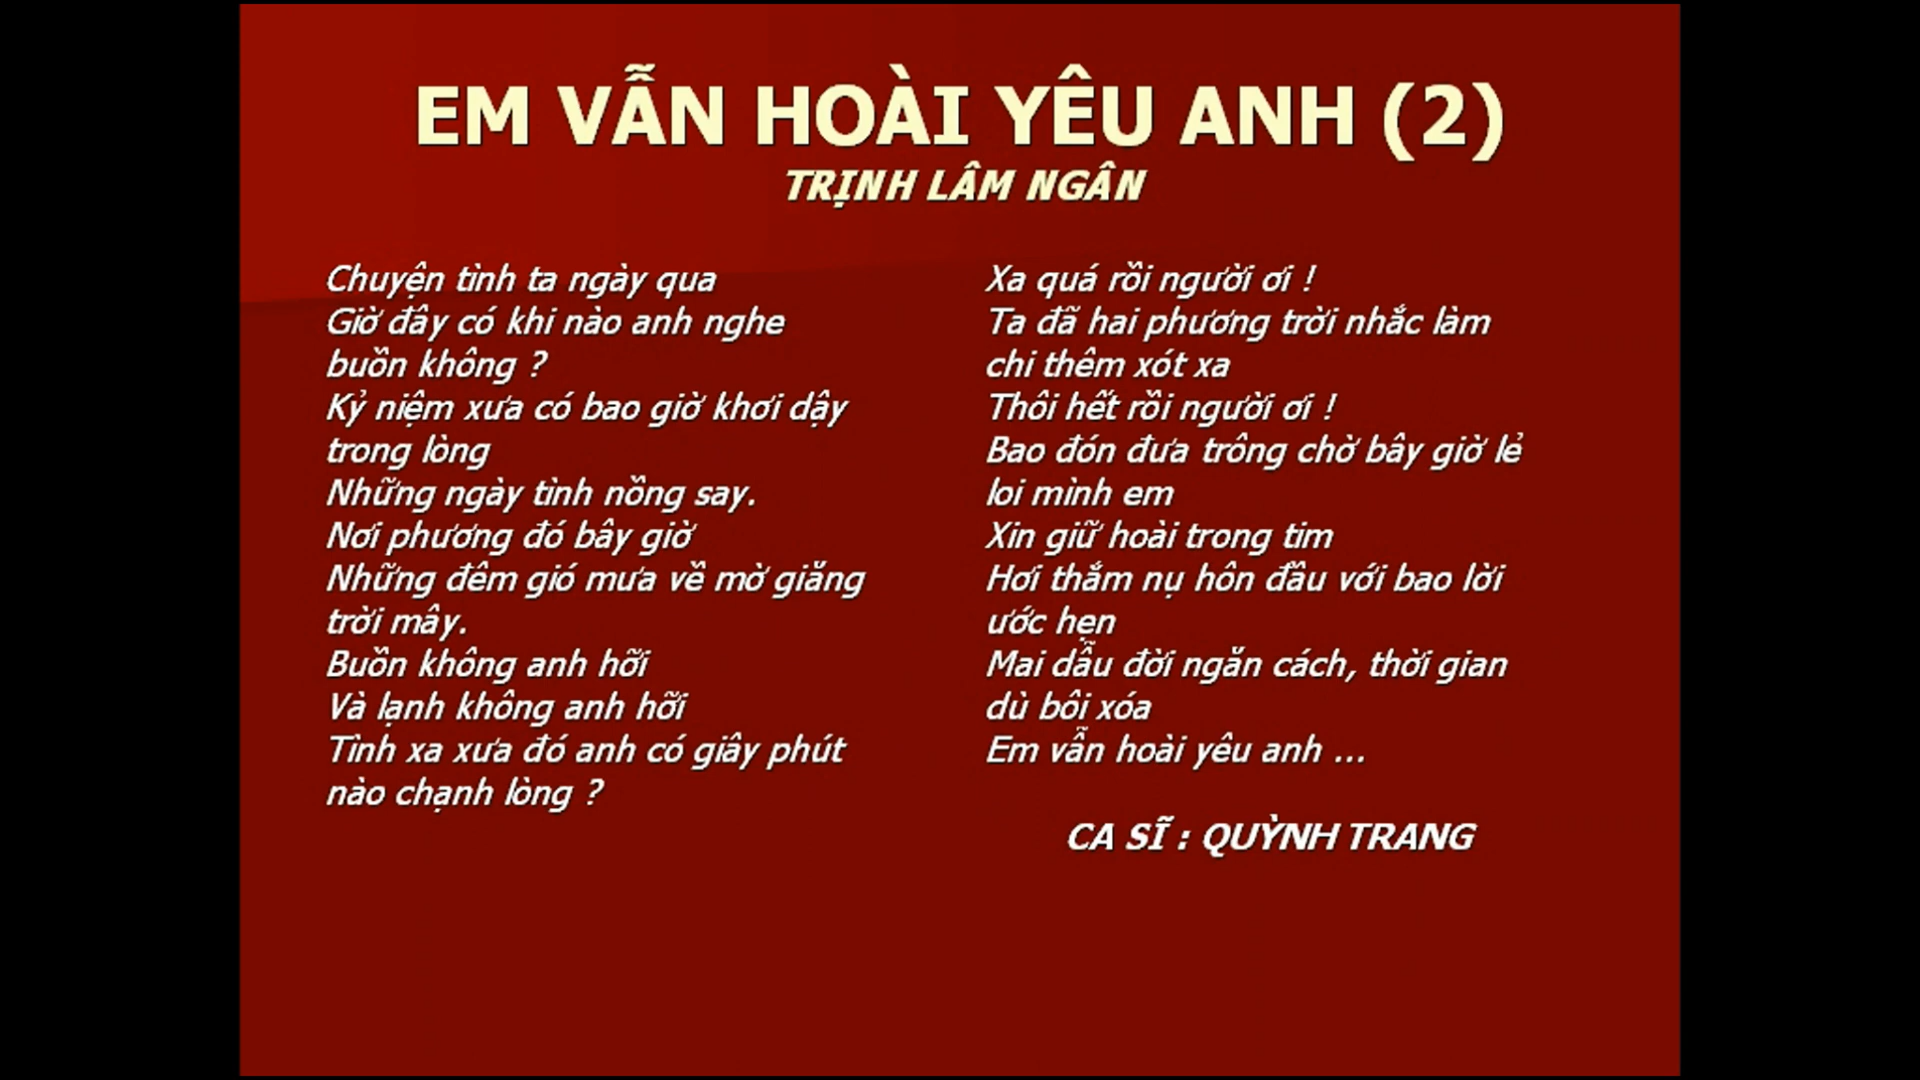 EM VẪN HOÀI YÊU ANH (2)
TRỊNH LÂM NGÂN
Chuyện tình ta ngày qua
Giờ đây có khi nào anh nghe
buồn không ?
Kỷ niệm xưa có bao giờ khơi dậy
trong lòng
Những ngày tình nồng say.
Nơi phương đó bây giờ
Những đêm gió mưa về mờ giăng
trời mây.
Buồn không anh hỡi
Và lạnh không anh hỡi
Tình xa xưa đó anh có giây phút
nào chạnh lòng ?
Xa quá rồi người ơi !
Ta đã hai phương trời nhắc làm
chi thêm xót xa
Thôi hết rồi người ơi !
Bao đón đưa trông chờ bây giờ lẻ
loi mình em
Xin giữ hoài trong tim
Hơi thắm nụ hôn đầu với bao lời
ước hẹn
Mai dẫu đời ngăn cách, thời gian
dù bôi xóa
Em vẫn hoài yêu anh ...
CA SĨ : QUỲNH TRANG